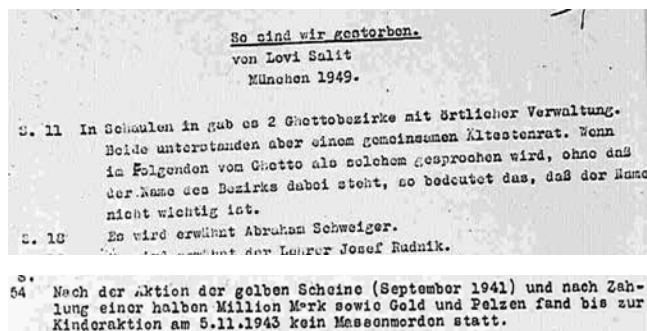 So sind wir gestorben.
von Lovi Salit
München 1949.
S. 11 In Schaulen in gab es 2 Ghettobezirke mit örtlicher Verwaltung.
Beide unterstanden aber einem gemeinsamen Ältestenrat. Wenn
im Folgenden vom Ghetto als solchem gesprochen wird, ohne daß
der Name des Bezirks dabei steht, so bedeutet das, daß der Name
nicht wichtig ist.
S. 18 Es wird erwähnt Abraham Schweiger.
wird erwähnt der Lehrer Josef Rudnik.
S.
54 Nach der Aktion der gelben Scheine (September 1941) und nach Zah-
lung einer halben Million Mark sowie Gold und Pelzen fand bis zur
Kinderaktion am 5.11.1943 kein Massenmorden statt.